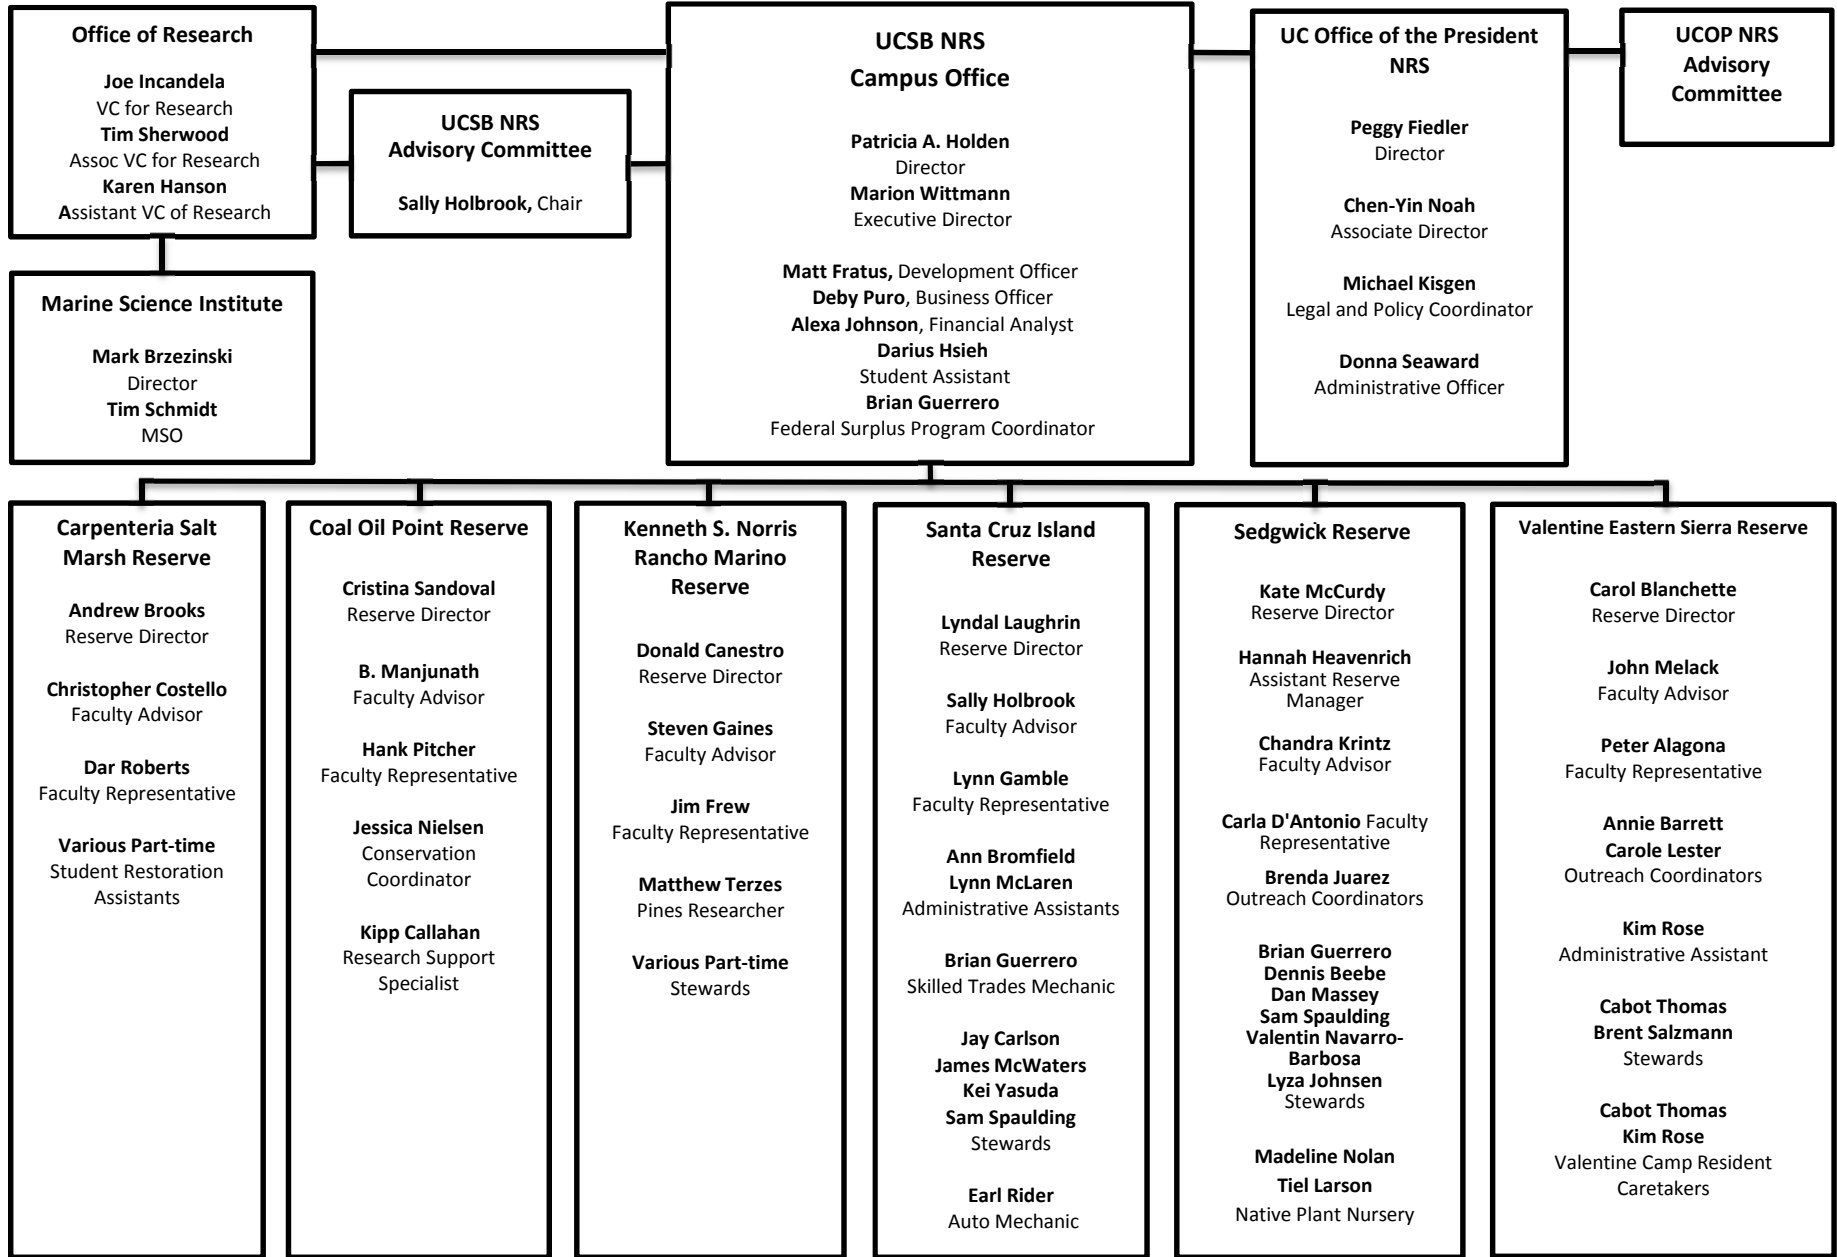 Office of Research
Joe Incandela
VC for Research
Tim Sherwood
Assoc VC for Research
Karen Hanson
Assistant VC of Research
UCSB NRS
Advisory Committee
Sally Holbrook, Chair
UCSB NRS
Campus Office
Patricia A. Holden
Director
Marion Wittmann
Executive Director
Matt Fratus, Development Officer
Deby Puro, Business Officer
Alexa Johnson, Financial Analyst
Darius Hsieh
Student Assistant
Brian Guerrero
Federal Surplus Program Coordinator
UC Office of the President
NRS
Peggy Fiedler
Director
Chen-Yin Noah
Associate Director
Michael Kisgen
Legal and Policy Coordinator
Donna Seaward
Administrative Officer
UCOP NRS
Advisory
Committee
Marine Science Institute
Mark Brzezinski
Director
Tim Schmidt
MSO
Carpenteria Salt
Marsh Reserve
Andrew Brooks
Reserve Director
Christopher Costello
Faculty Advisor
Dar Roberts
Faculty Representative
Various Part-time
Student Restoration
Assistants
Coal Oil Point Reserve
Cristina Sandoval
Reserve Director
B. Manjunath
Faculty Advisor
Hank Pitcher
Faculty Representative
Jessica Nielsen
Conservation
Coordinator
Kipp Callahan
Research Support
Specialist
Kenneth S. Norris
Rancho Marino
Reserve
Donald Canestro
Reserve Director
Steven Gaines
Faculty Advisor
Jim Frew
Faculty Representative
Matthew Terzes
Pines Researcher
Various Part-time
Stewards
Santa Cruz Island
Reserve
Lyndal Laughrin
Reserve Director
Sally Holbrook
Faculty Advisor
Lynn Gamble
Faculty Representative
Ann Bromfield
Lynn McLaren
Administrative Assistants
Brian Guerrero
Skilled Trades Mechanic
Jay Carlson
James McWaters
Kei Yasuda
Sam Spaulding
Stewards
Earl Rider
Auto Mechanic
Sedgwick Reserve
Kate McCurdy
Reserve Director
Hannah Heavenrich
Assistant Reserve
Manager
Chandra Krintz
Faculty Advisor
Carla D'Antonio Faculty
Representative
Brenda Juarez
Outreach Coordinators
Brian Guerrero
Dennis Beebe
Dan Massey
Sam Spaulding
Valentin Navarro-
Barbosa
Lyza Johnsen
Stewards
Madeline Nolan
Tiel Larson
Native Plant Nursery
Valentine Eastern Sierra Reserve
Carol Blanchette
Reserve Director
John Melack
Faculty Advisor
Peter Alagona
Faculty Representative
Annie Barrett
Carole Lester
Outreach Coordinators
Kim Rose
Administrative Assistant
Cabot Thomas
Brent Salzmann
Stewards
Cabot Thomas
Kim Rose
Valentine Camp Resident
Caretakers